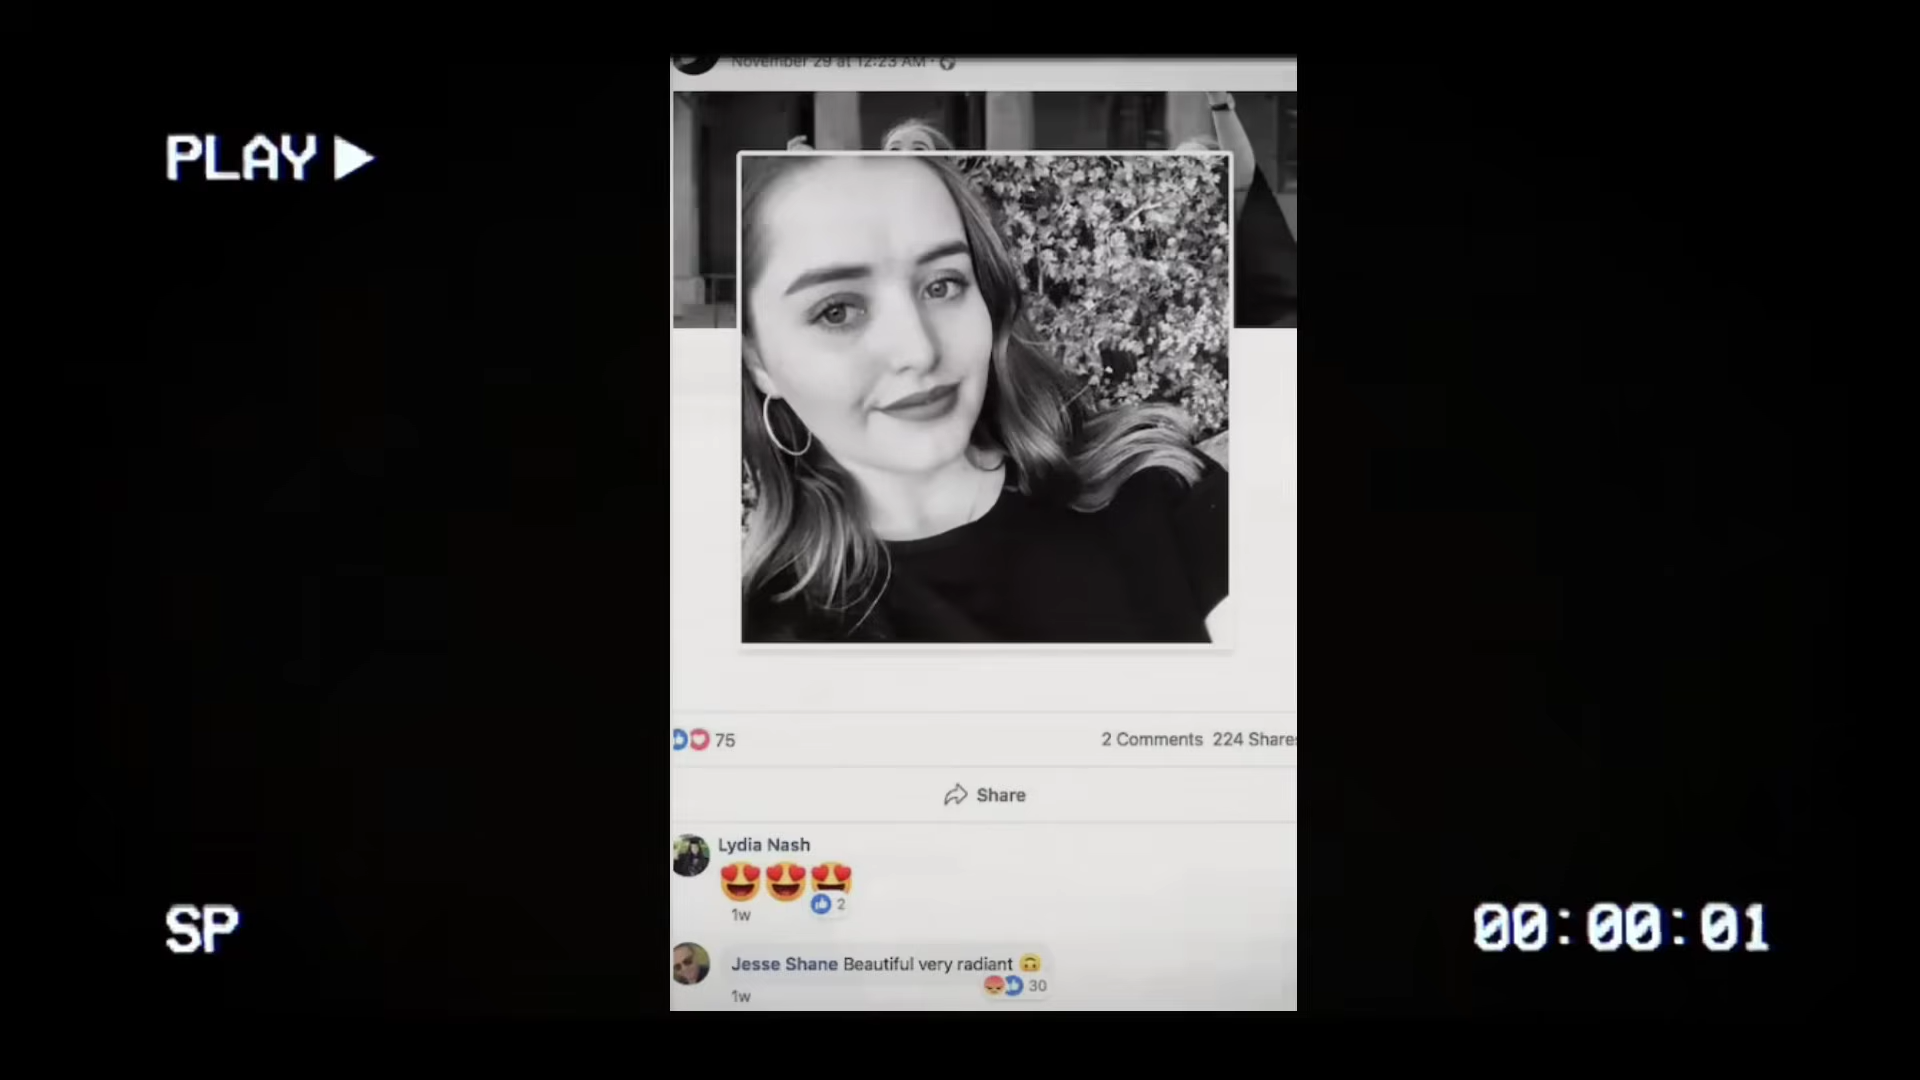 November 29 at 12:23 AM ·
PLAY
75
2 Comments 224 Shares
Share
Lydia Nash
2
1w
SP
00:00:01
Jesse Shane Beautiful very radiant
30
1w